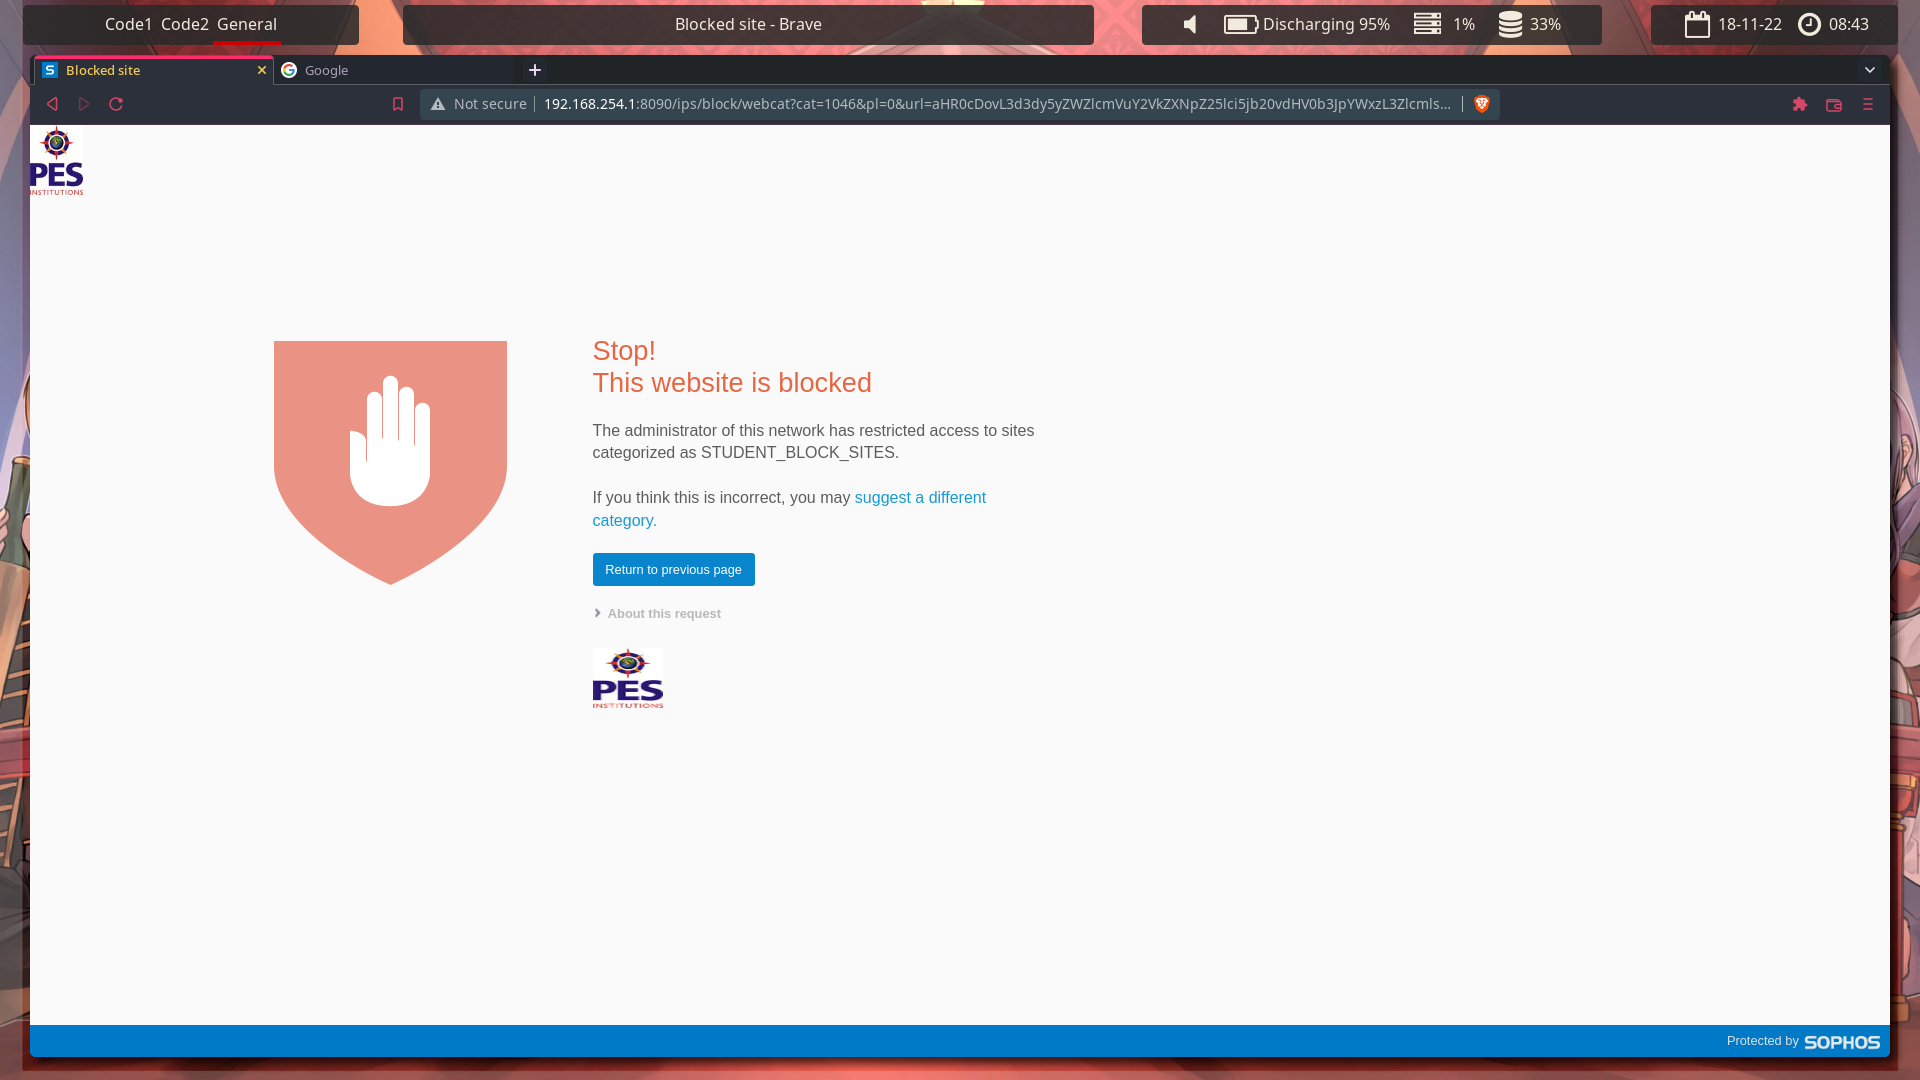 Code1 Code2 General
Blocked site - Brave
Discharging 95% 1% 33%
18-11-22 08:43
Blocked site
Google
Not secure 192.168.254.1:8090/ips/block/webcat?cat=1046&pl=0&url=aHR0cDovL3d3dy5yZWZlcmVuY2VkZXNpZ25lci5jb20vdHV0b3JpYWxzL3Zlcmls...
PES
INSTITUTIONS
Stop!
This website is blocked
The administrator of this network has restricted access to sites
categorized as STUDENT_BLOCK_SITES.
If you think this is incorrect, you may suggest a different
category.
Return to previous page
About this request
PES
INSTITUTIONS
Protected by SOPHOS